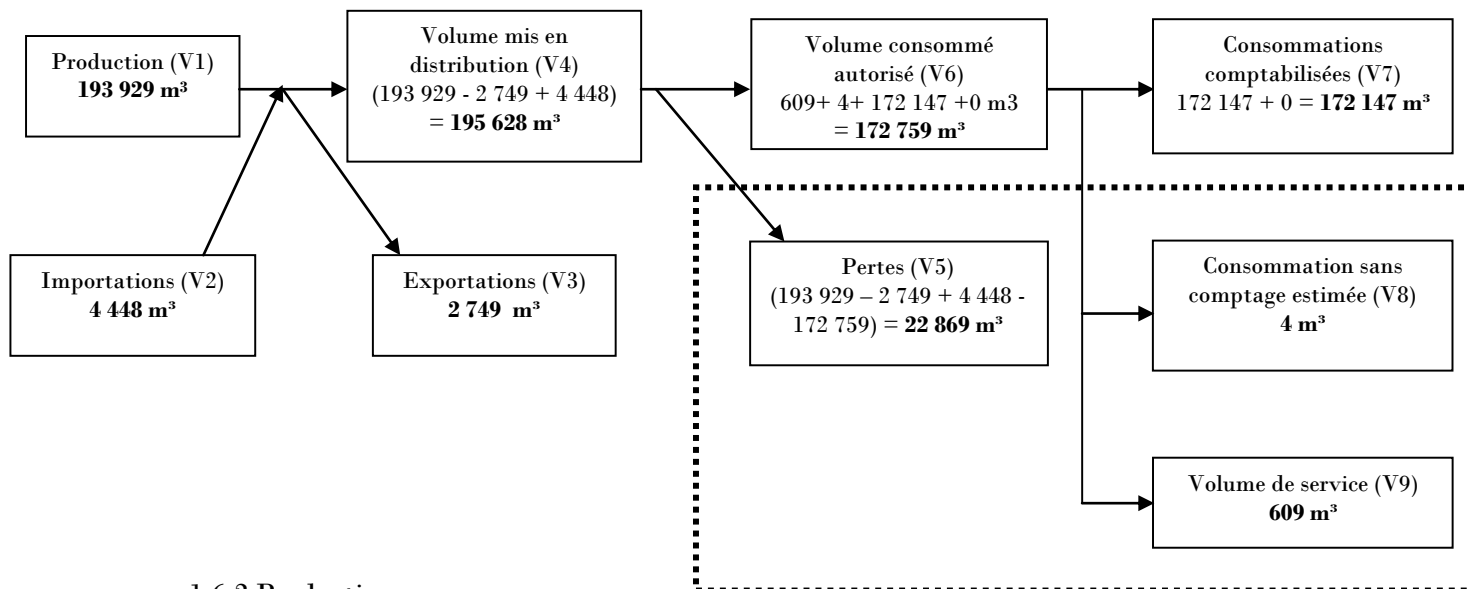 Production (V1)
193 929 m³
Volume mis en
distribution (V4)
(193 929 - 2 749 + 4 448)
= 195 628 m³
Volume consommé
autorisé (V6)
609+ 4+ 172 147 +0 m3
= 172 759 m³
Consommations
comptabilisées (V7)
172 147 + 0 = 172 147 m³
Importations (V2)
4 448 m³
Exportations (V3)
2 749 m³
Pertes (V5)
(193 929 – 2 749 + 4 448 -
172 759) = 22 869 m³
Consommation sans
comptage estimée (V8)
4 m³
Volume de service (V9)
609 m³